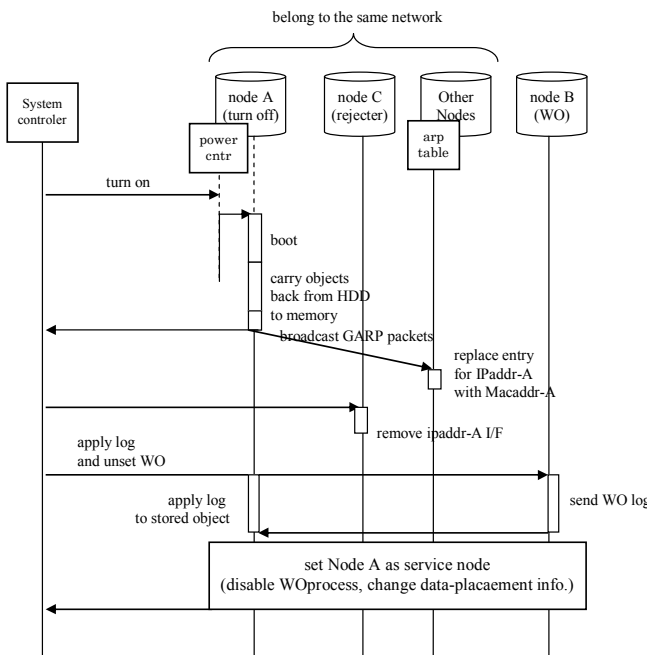 belong to the same network
System
controler
node A
(turn off)
node C
(rejecter)
Other
Nodes
node B
(WO)
power
cntr
arp
table
turn on
boot
carry objects
back from HDD
to memory
broadcast GARP packets
replace entry
for IPaddr-A
with Macaddr-A
remove ipaddr-A I/F
apply log
and unset WO
apply log
to stored object
send WO log
set Node A as service node
(disable WOprocess, change data-placaement info.)